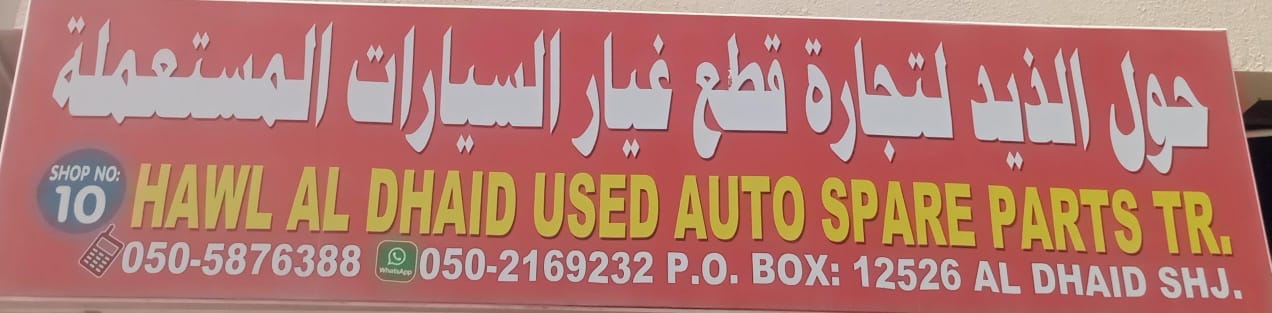 حول الذيد لتجارة قطع غيار السيارات المستعملة
SHOP NO:
10
HAWL AL DHAID USED AUTO SPARE PARTS TR.
050-5876388 WhatsApp 050-2169232 P.O. BOX: 12526 AL DHAID SHJ.